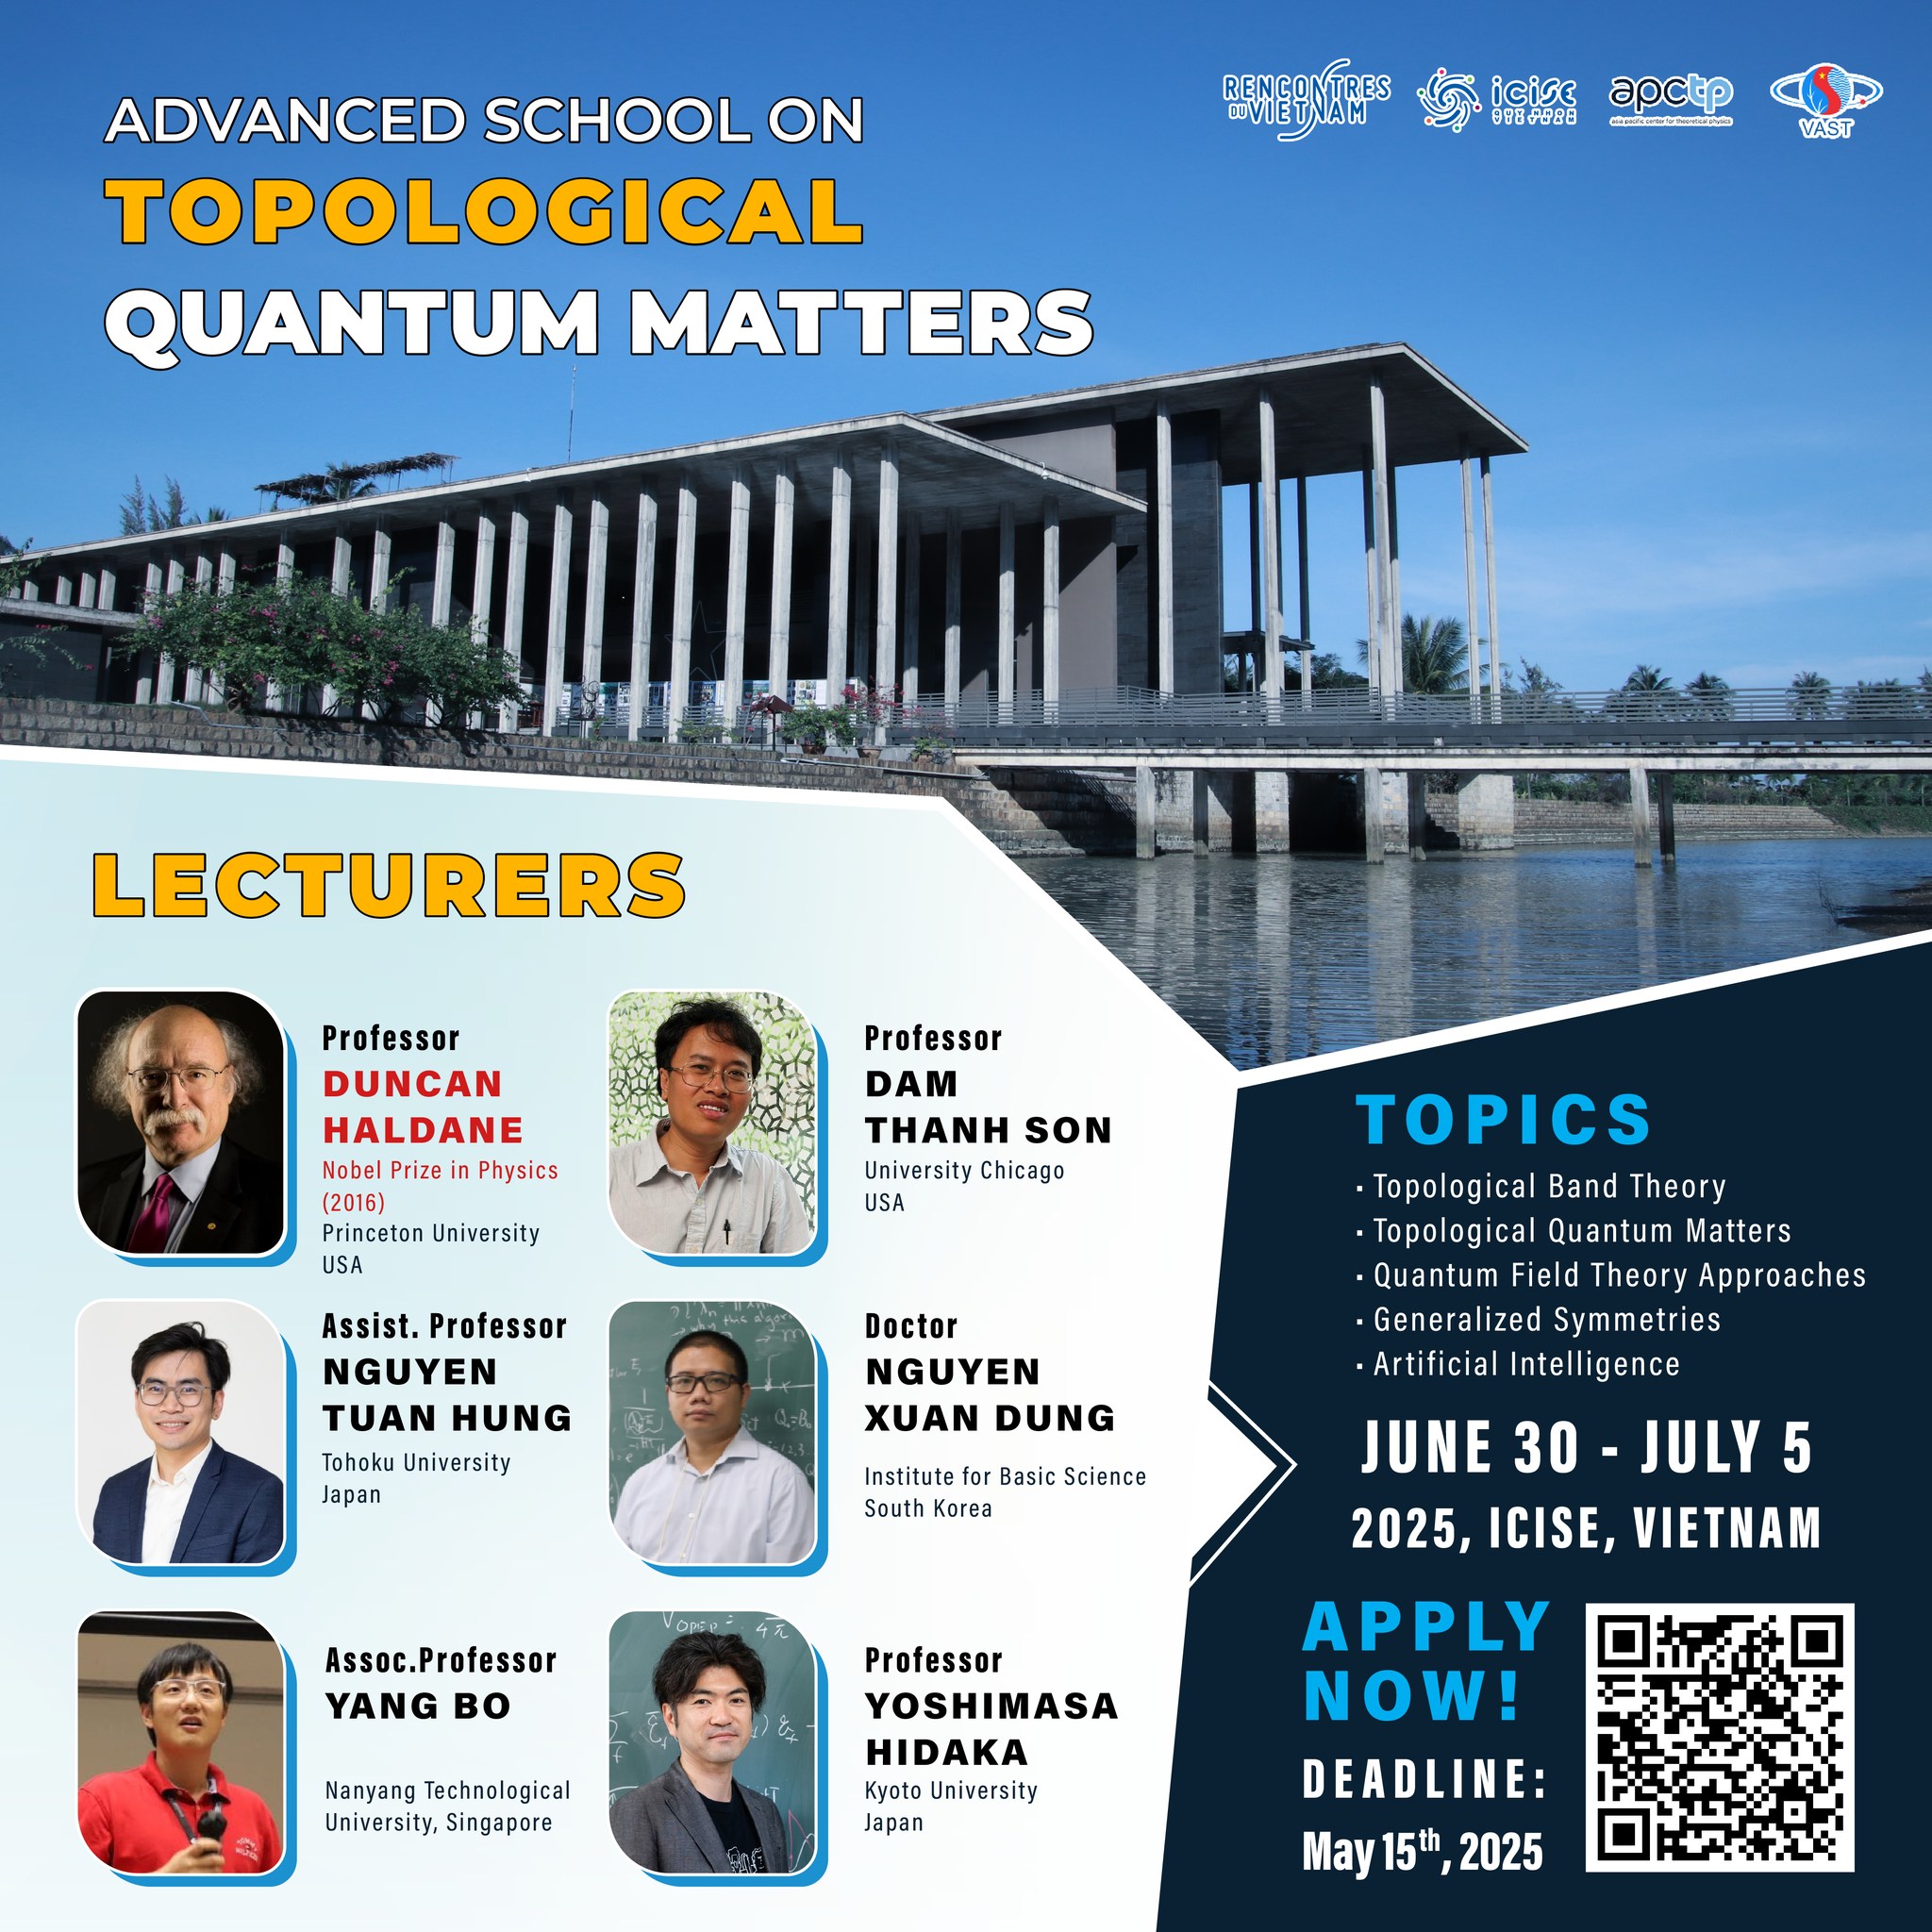 ADVANCED SCHOOL ON
TOPOLOGICAL
QUANTUM MATTERS
RENCONTRES
DU VIETNAM
icise
QUY NHON
VIETNAM
apctp
asia pacific center for theoretical physics
VAST
LECTURERS
Professor
DUNCAN
HALDANE
Nobel Prize in Physics
(2016)
Princeton University
USA
Professor
DAM
THANH SON
University Chicago
USA
Assist. Professor
NGUYEN
TUAN HUNG
Tohoku University
Japan
Doctor
NGUYEN
XUAN DUNG
Institute for Basic Science
South Korea
Assoc.Professor
YANG BO
Nanyang Technological
University, Singapore
Professor
YOSHIMASA
HIDAKA
Kyoto University
Japan
TOPICS
· Topological Band Theory
· Topological Quantum Matters
· Quantum Field Theory Approaches
· Generalized Symmetries
· Artificial Intelligence
JUNE 30 - JULY 5
2025, ICISE, VIETNAM
APPLY
NOW!
DEADLINE:
May 15th, 2025